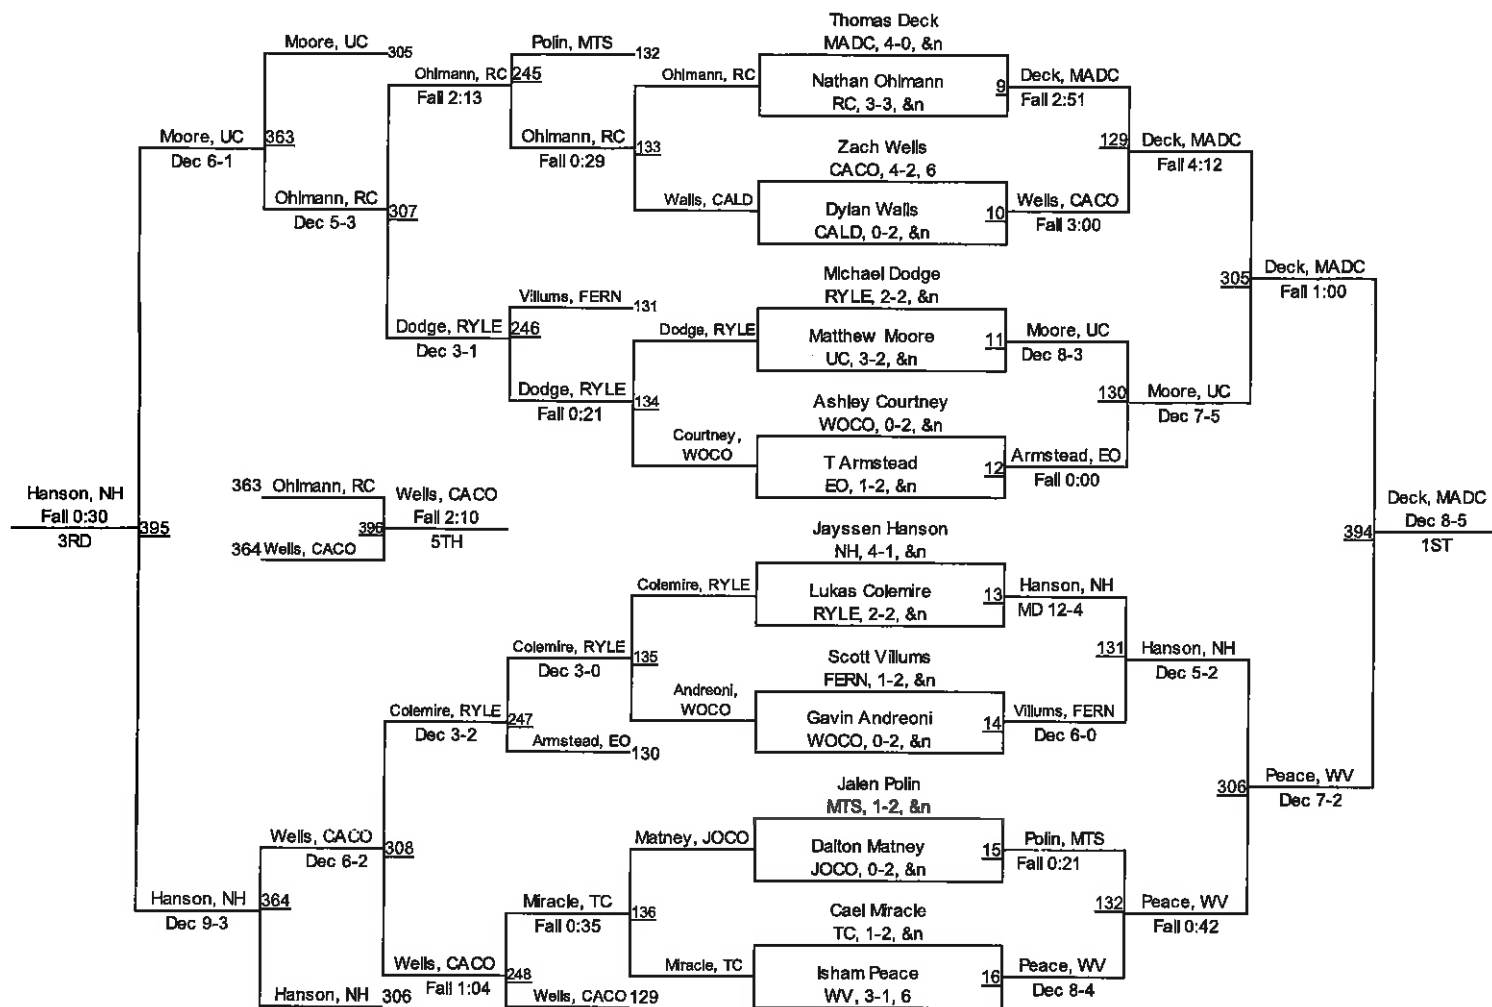 Thomas Deck
MADC, 4-0, &n
Moore, UC
305
Polin, MTS
132
Ohlmann, RC
245
Fall 2:13
Ohlmann, RC
Nathan Ohlmann
RC, 3-3, &n
9
Deck, MADC
Fall 2:51
Moore, UC
363
Dec 6-1
Ohlmann, RC
133
Fall 0:29
Zach Wells
CACO, 4-2, 6
129
Deck, MADC
Fall 4:12
Ohlmann, RC
307
Dec 5-3
Walls, CALD
Dylan Walls
CALD, 0-2, &n
10
Wells, CACO
Fall 3:00
Michael Dodge
RYLE, 2-2, &n
305
Deck, MADC
Fall 1:00
Villums, FERN
131
Dodge, RYLE
246
Dec 3-1
Dodge, RYLE
Matthew Moore
UC, 3-2, &n
11
Moore, UC
Dec 8-3
Dodge, RYLE
134
Fall 0:21
Ashley Courtney
WOCO, 0-2, &n
130
Moore, UC
Dec 7-5
Courtney,
WOCO
T Armstead
EO, 1-2, &n
12
Armstead, EO
Fall 0:00
Hanson, NH
Fall 0:30
3RD
395
363
Ohlmann, RC
364
Wells, CACO
396
Wells, CACO
Fall 2:10
5TH
394
Deck, MADC
Dec 8-5
1ST
Jayssen Hanson
NH, 4-1, &n
Colemire, RYLE
Lukas Colemire
RYLE, 2-2, &n
13
Hanson, NH
MD 12-4
Colemire, RYLE
135
Dec 3-0
Scott Villums
FERN, 1-2, &n
131
Hanson, NH
Dec 5-2
Andreoni,
WOCO
Gavin Andreoni
WOCO, 0-2, &n
14
Villums, FERN
Dec 6-0
Colemire, RYLE
247
Dec 3-2
Armstead, EO
130
Jalen Polin
MTS, 1-2, &n
306
Peace, WV
Dec 7-2
Wells, CACO
308
Dec 6-2
Matney, JOCO
Dalton Matney
JOCO, 0-2, &n
15
Polin, MTS
Fall 0:21
Hanson, NH
364
Dec 9-3
Miracle, TC
136
Fall 0:35
Cael Miracle
TC, 1-2, &n
132
Peace, WV
Fall 0:42
Wells, CACO
248
Fall 1:04
Miracle, TC
Isham Peace
WV, 3-1, 6
16
Peace, WV
Dec 8-4
Hanson, NH
306
Wells, CACO
129